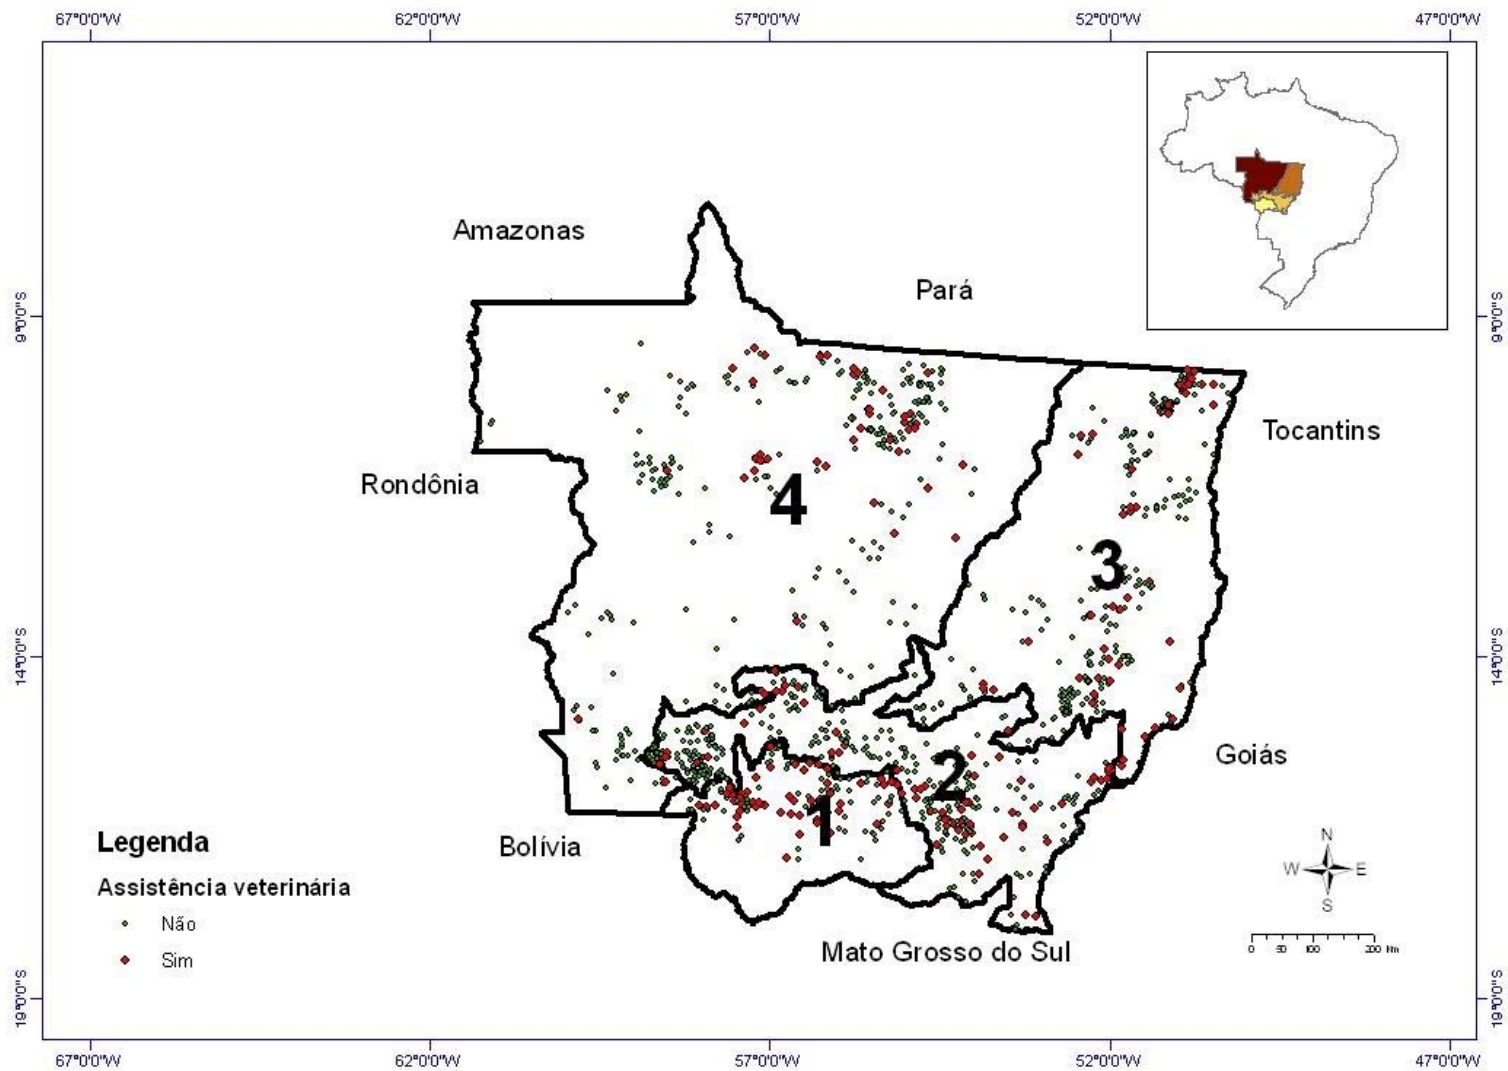 67°0'0"W 62°0'0"W 57°0'0"W 52°0'0"W 47°0'0"W
Amazonas
Pará
9°0'0"S
9°0'0"S
Tocantins
Rondônia
4
3
14°0'0"S
14°0'0"S
Goiás
2
1
Bolívia
Legenda
Assistência veterinária
Não
Sim
N
W E
S
Mato Grosso do Sul
0 50 100 200 Km
19°0'0"S
19°0'0"S
67°0'0"W 62°0'0"W 57°0'0"W 52°0'0"W 47°0'0"W